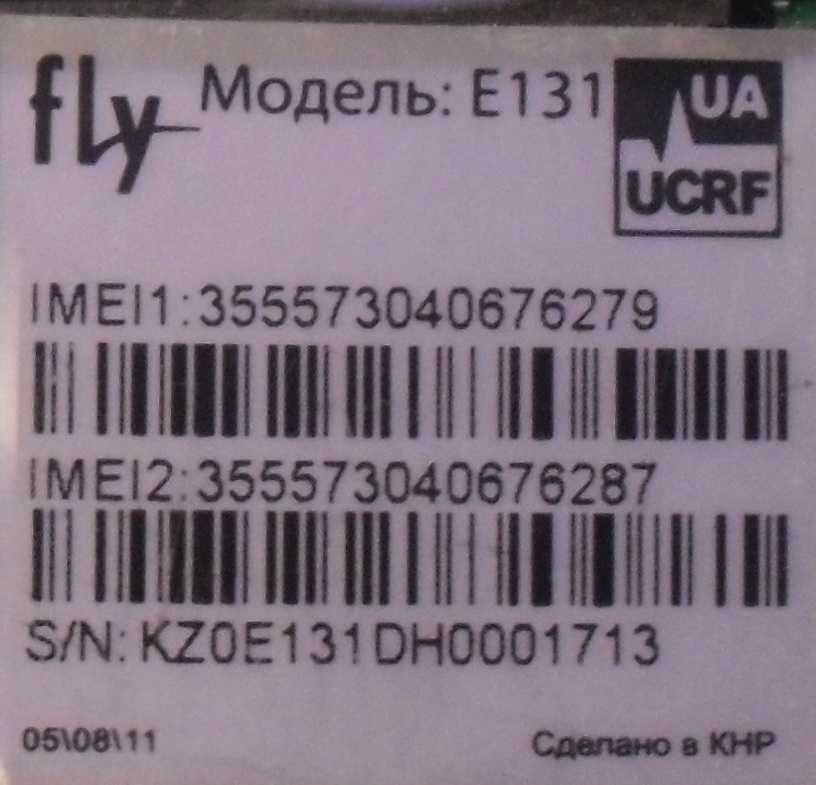 fly Модель: E131 UA
UCRF
IMEI1:355573040676279
IMEI2:355573040676287
S/N: KZ0E131DH0001713
05\08\11 Сделано в КНР